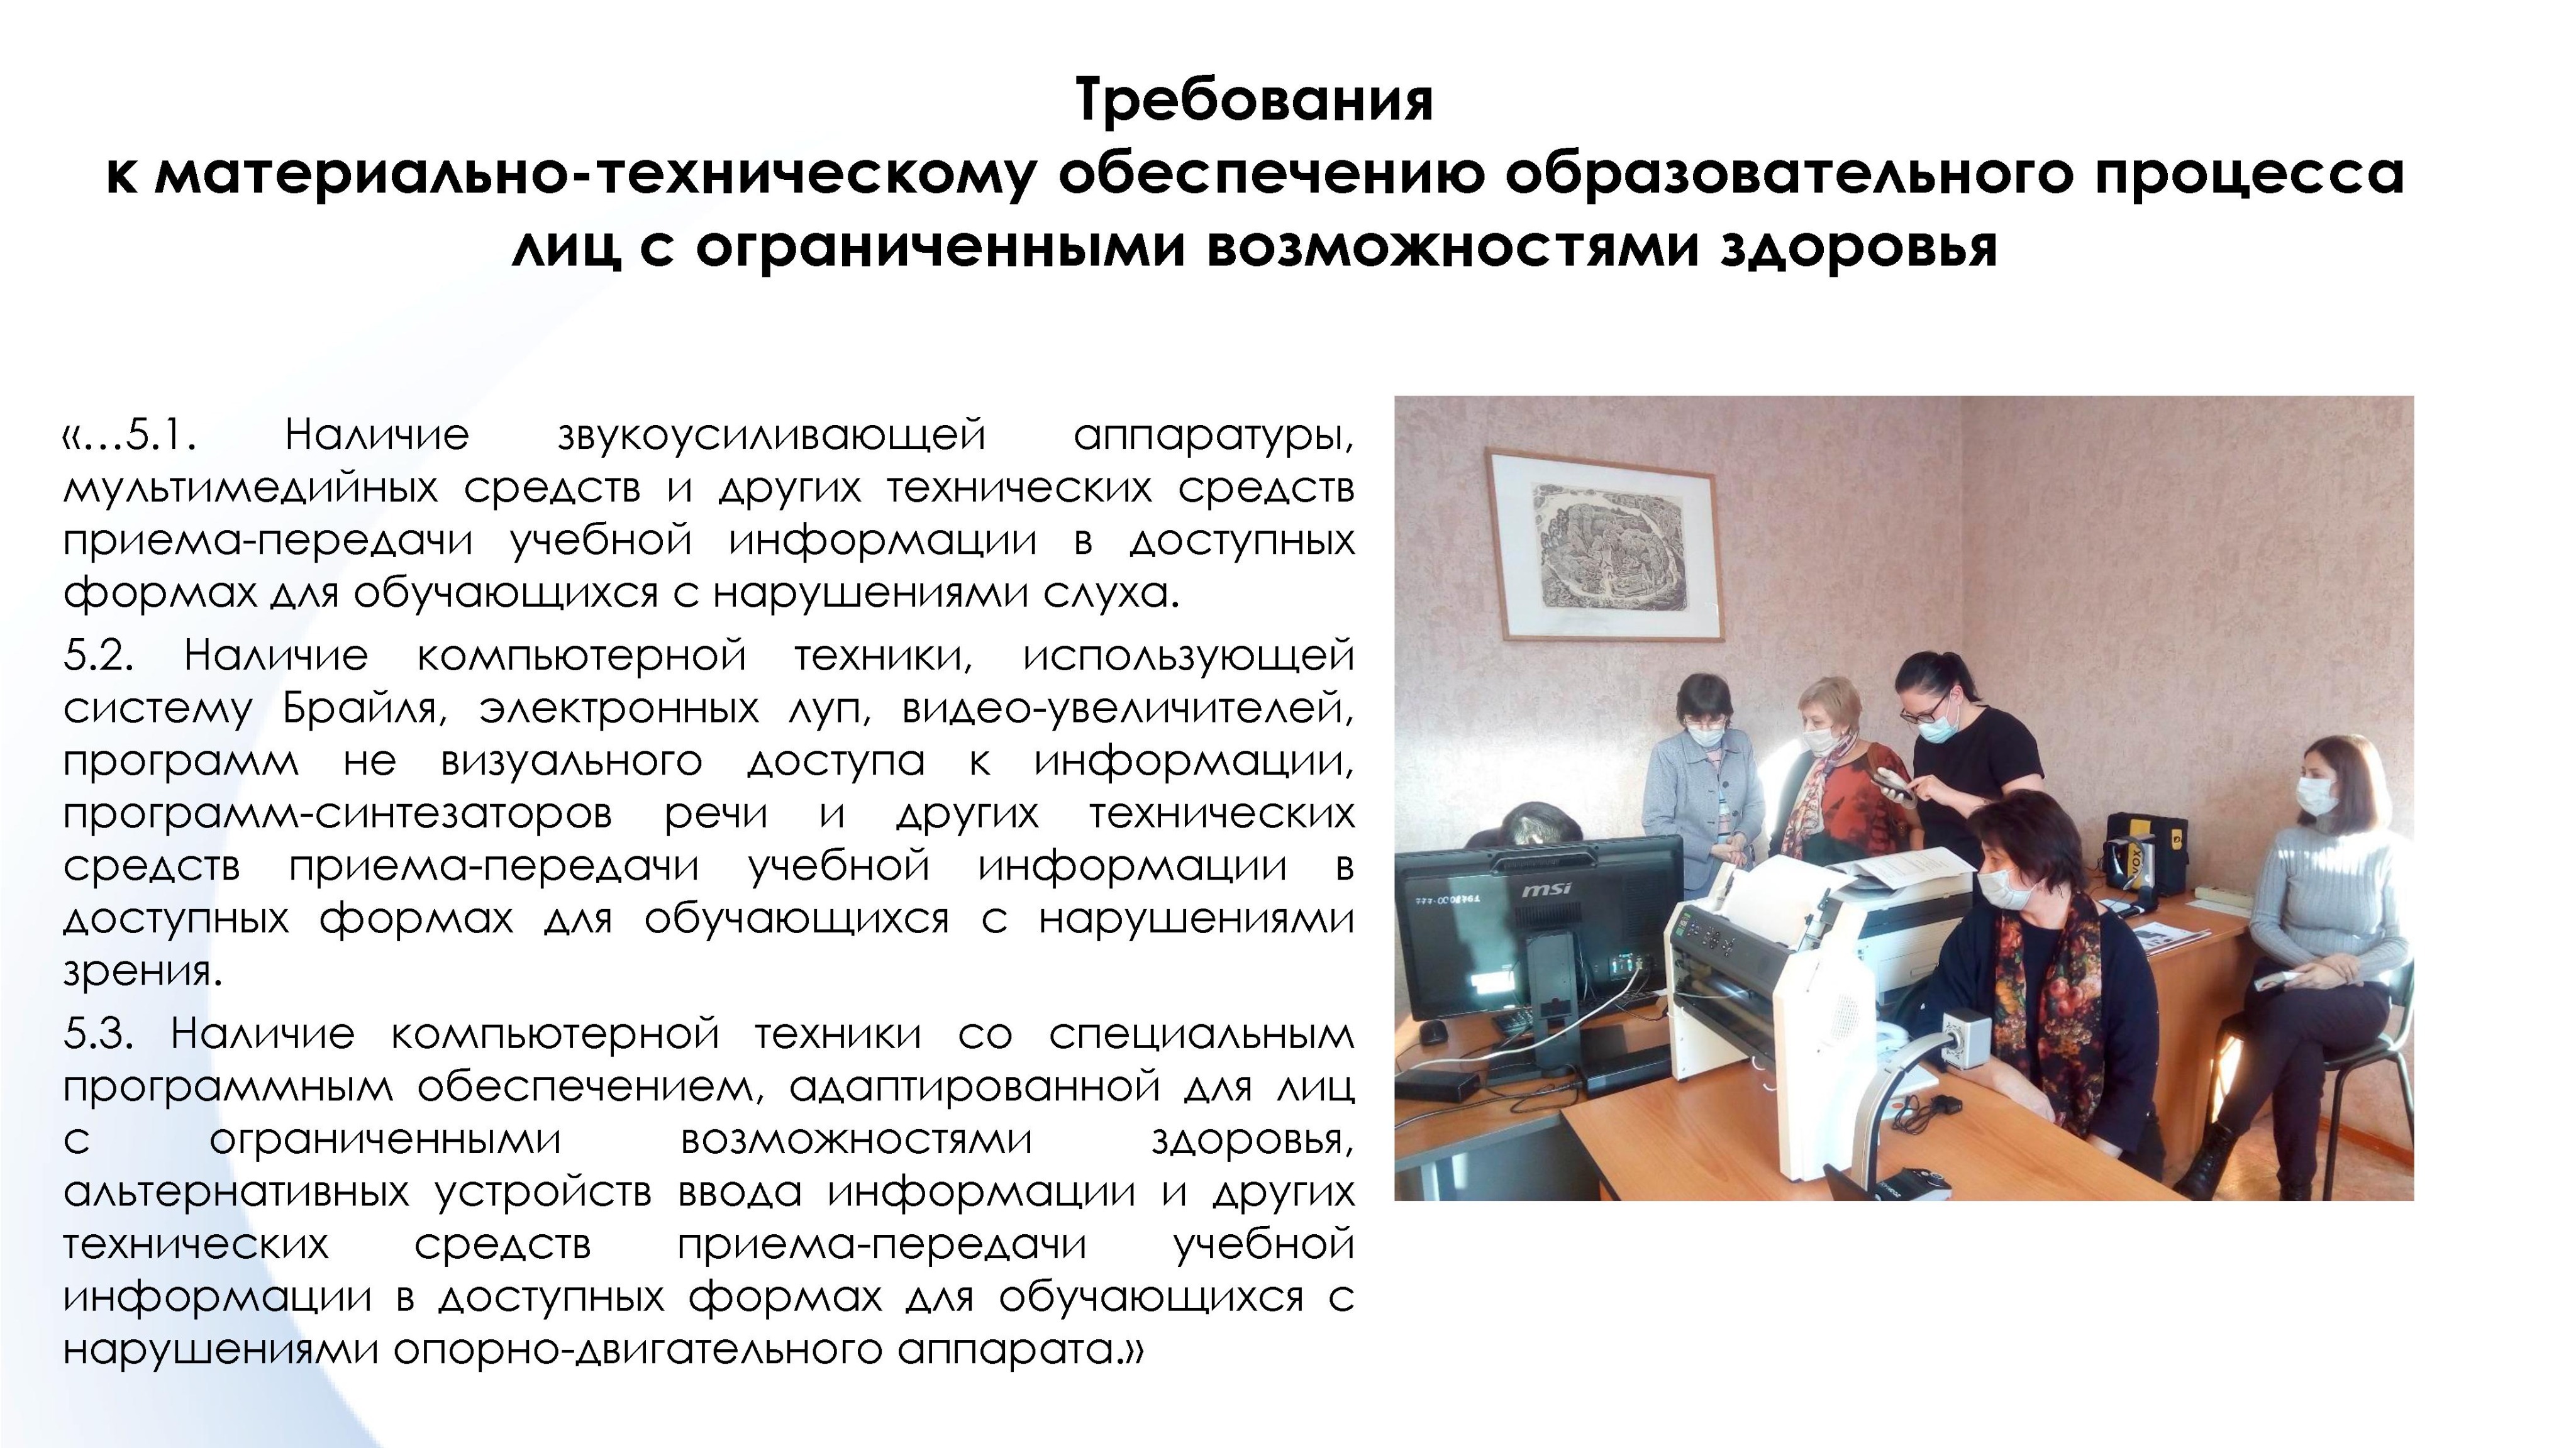 Требования
к материально-техническому обеспечению образовательного процесса
лиц с ограниченными возможностями здоровья
«…5.1. Наличие звукоусиливающей аппаратуры,
мультимедийных средств и других технических средств
приема-передачи учебной информации в доступных
формах для обучающихся с нарушениями слуха.
5.2. Наличие компьютерной техники, использующей
систему Брайля, электронных луп, видео-увеличителей,
программ не визуального доступа к информации,
программ-синтезаторов речи и других технических
средств приема-передачи учебной информации в
доступных формах для обучающихся с нарушениями
зрения.
5.3. Наличие компьютерной техники со специальным
программным обеспечением, адаптированной для лиц
с ограниченными возможностями здоровья,
альтернативных устройств ввода информации и других
технических средств приема-передачи учебной
информации в доступных формах для обучающихся с
нарушениями опорно-двигательного аппарата.»
msi
VOX